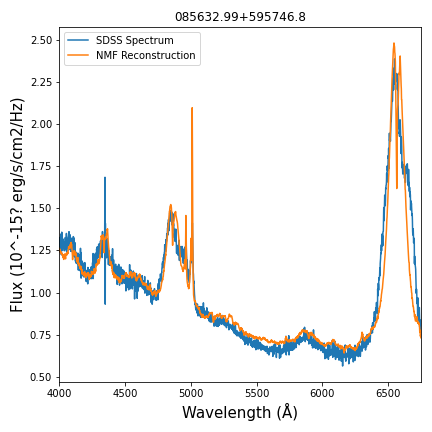 085632.99+595746.8
SDSS Spectrum
NMF Reconstruction
Flux (10^-15? erg/s/cm2/Hz)
2.50
2.25
2.00
1.75
1.50
1.25
1.00
0.75
0.50
4000 4500 5000 5500 6000 6500
Wavelength (Å)